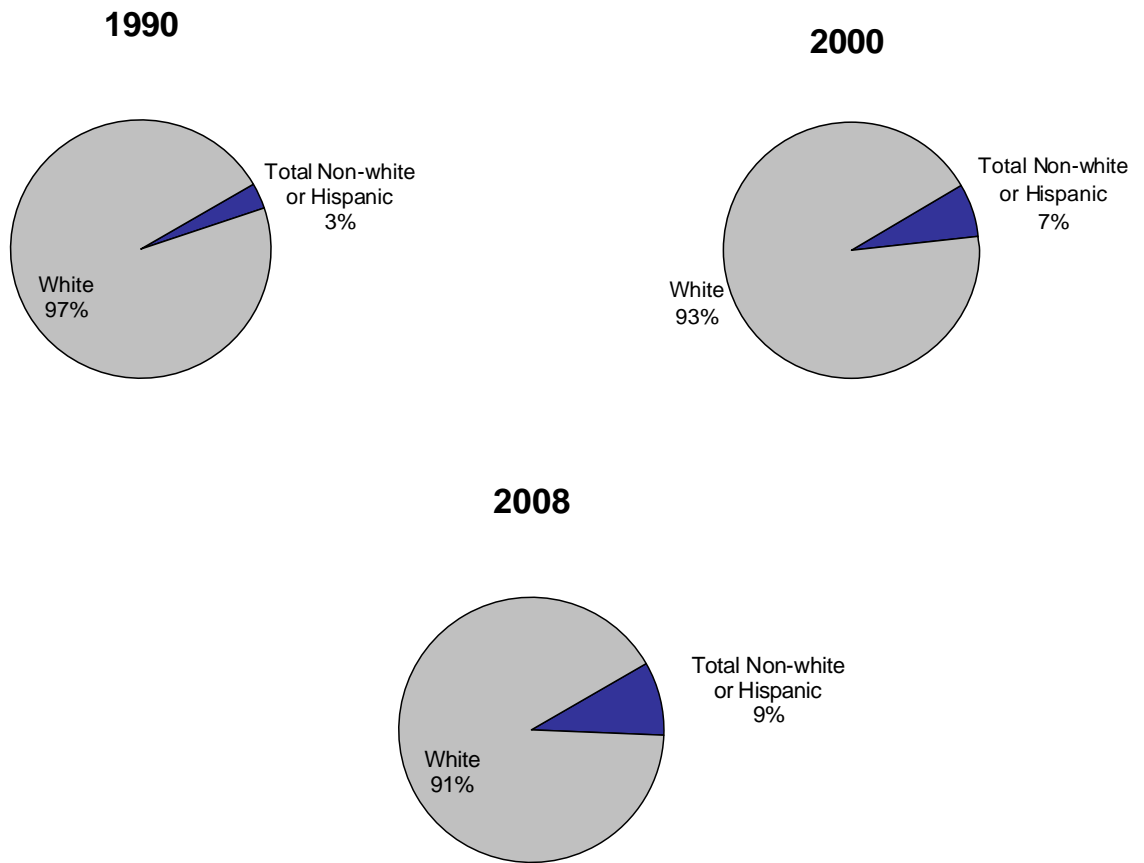 1990
Total Non-white
or Hispanic
3%
White
97%
2000
Total Non-white
or Hispanic
7%
White
93%
2008
Total Non-white
or Hispanic
9%
White
91%